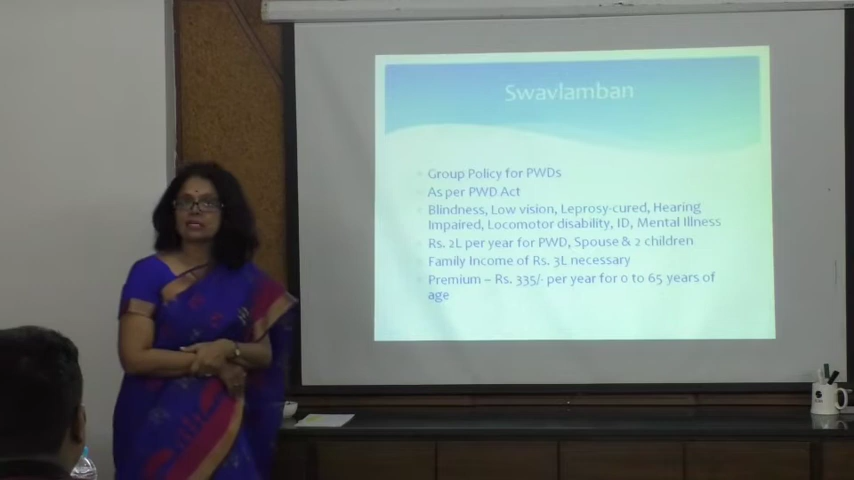 Swavlamban
Group Policy for PWDs
As per PWD Act
Blindness, Low vision, Leprosy-cured, Hearing
Impaired, Locomotor disability, ID, Mental Illness
Rs. 2L per year for PWD, Spouse & 2 children
Family Income of Rs. 3L necessary
Premium – Rs. 335/- per year for 0 to 65 years of
age